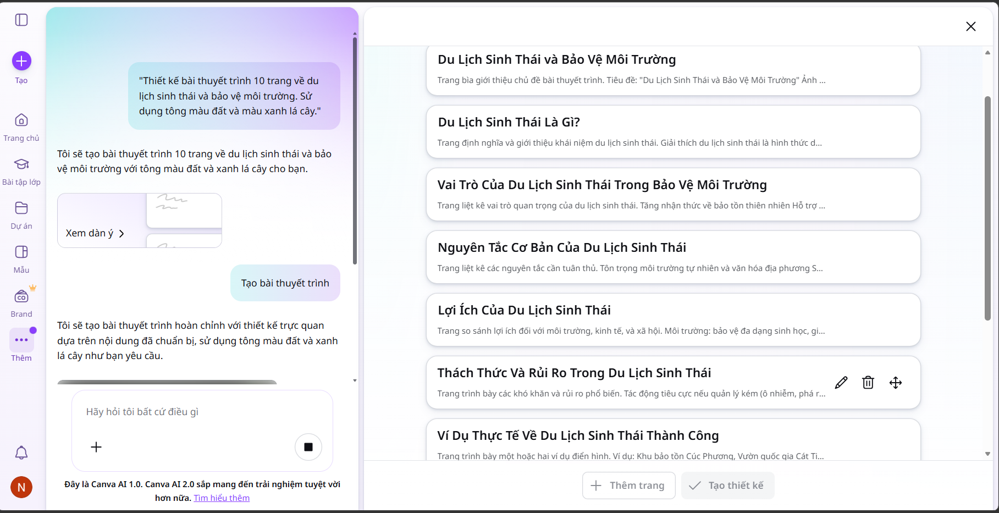 Tạo
Trang chủ
Bài tập lớp
Dự án
Mẫu
CO
Brand
Thêm
N
"Thiết kế bài thuyết trình 10 trang về du
lịch sinh thái và bảo vệ môi trường. Sử
dụng tông màu đất và màu xanh lá cây."
Tôi sẽ tạo bài thuyết trình 10 trang về du lịch sinh thái và bảo
vệ môi trường với tông màu đất và xanh lá cây cho bạn.
Xem dàn ý
Tạo bài thuyết trình
Tôi sẽ tạo bài thuyết trình hoàn chỉnh với thiết kế trực quan
dựa trên nội dung đã chuẩn bị, sử dụng tông màu đất và xanh
lá cây như bạn yêu cầu.
Hãy hỏi tôi bất cứ điều gì
Đây là Canva AI 1.0. Canva AI 2.0 sắp mang đến trải nghiệm tuyệt vời
hơn nữa. Tìm hiểu thêm
Du Lịch Sinh Thái và Bảo Vệ Môi Trường
Trang bìa giới thiệu chủ đề bài thuyết trình. Tiêu đề: "Du Lịch Sinh Thái và Bảo Vệ Môi Trường" Ảnh ...
Du Lịch Sinh Thái Là Gì?
Trang định nghĩa và giới thiệu khái niệm du lịch sinh thái. Giải thích du lịch sinh thái là hình thức d...
Vai Trò Của Du Lịch Sinh Thái Trong Bảo Vệ Môi Trường
Trang liệt kê vai trò quan trọng của du lịch sinh thái. Tăng nhận thức về bảo tồn thiên nhiên Hỗ trợ ...
Nguyên Tắc Cơ Bản Của Du Lịch Sinh Thái
Trang liệt kê các nguyên tắc cần tuân thủ. Tôn trọng môi trường tự nhiên và văn hóa địa phương S...
Lợi Ích Của Du Lịch Sinh Thái
Trang so sánh lợi ích đối với môi trường, kinh tế, và xã hội. Môi trường: bảo vệ đa dạng sinh học, gi...
Thách Thức Và Rủi Ro Trong Du Lịch Sinh Thái
Trang trình bày các khó khăn và rủi ro phổ biến. Tác động tiêu cực nếu quản lý kém (ô nhiễm, phá r...
Ví Dụ Thực Tế Về Du Lịch Sinh Thái Thành Công
Trang trình bày một hoặc hai ví dụ điển hình. Ví dụ: Khu bảo tồn Cúc Phương, Vườn quốc gia Cát Ti...
Thêm trang
Tạo thiết kế